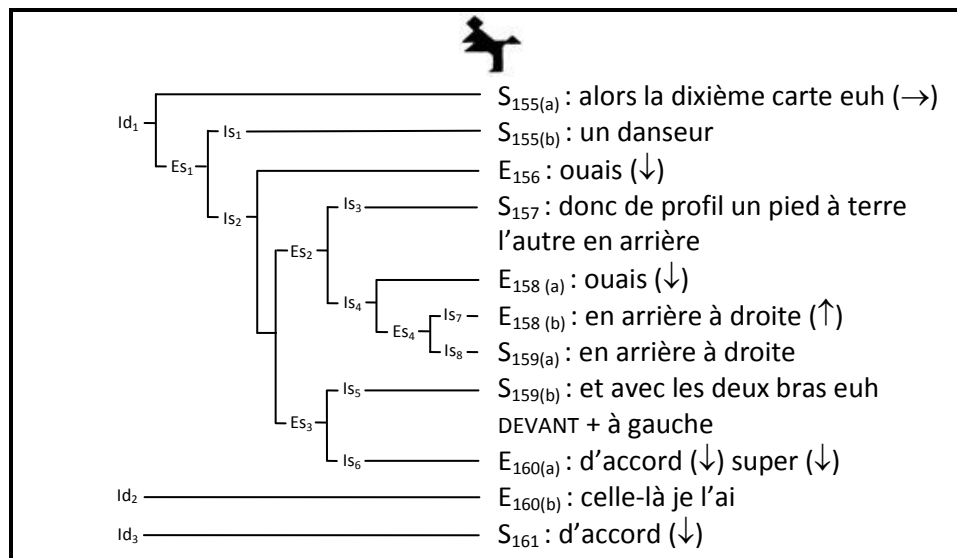 S155(a) : alors la dixième carte euh (→)
Id1
Is1
S155(b) : un danseur
Es1
E156 : ouais (↓)
Is2
Is3
S157 : donc de profil un pied à terre
l’autre en arrière
Es2
E158 (a) : ouais (↓)
Is4
Is7
E158 (b) : en arrière à droite (↑)
Es4
Is8
S159(a) : en arrière à droite
Is5
S159(b) : et avec les deux bras euh
DEVANT + à gauche
Es3
Is6
E160(a) : d’accord (↓) super (↓)
Id2
E160(b) : celle-là je l’ai
Id3
S161 : d’accord (↓)